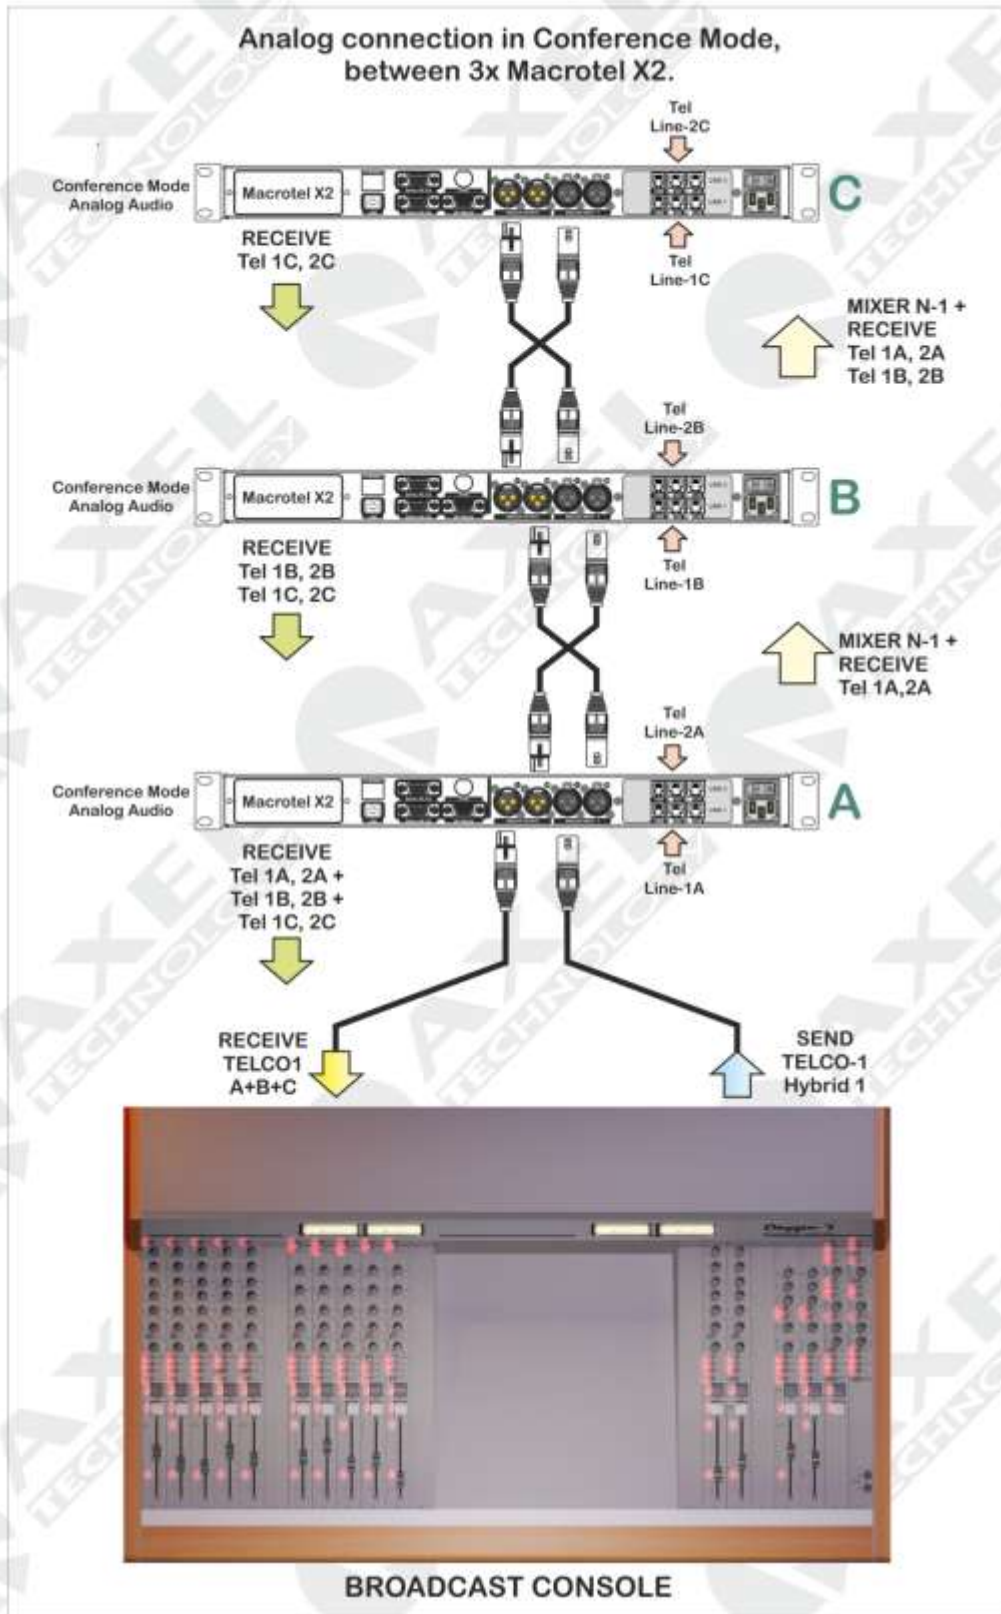 Analog connection in Conference Mode,
between 3x Macrotel X2.
Tel
Line-2C
Conference Mode
Analog Audio
Macrotel X2
C
RECEIVE
Tel 1C, 2C
Tel
Line-1C
MIXER N-1 +
RECEIVE
Tel 1A, 2A
Tel 1B, 2B
Tel
Line-2B
Conference Mode
Analog Audio
Macrotel X2
B
RECEIVE
Tel 1B, 2B
Tel 1C, 2C
Tel
Line-1B
MIXER N-1 +
RECEIVE
Tel 1A,2A
Tel
Line-2A
Conference Mode
Analog Audio
Macrotel X2
A
RECEIVE
Tel 1A, 2A +
Tel 1B, 2B +
Tel 1C, 2C
Tel
Line-1A
RECEIVE
TELCO1
A+B+C
SEND
TELCO-1
Hybrid 1
BROADCAST CONSOLE
AXEL
TECHNOLOGY